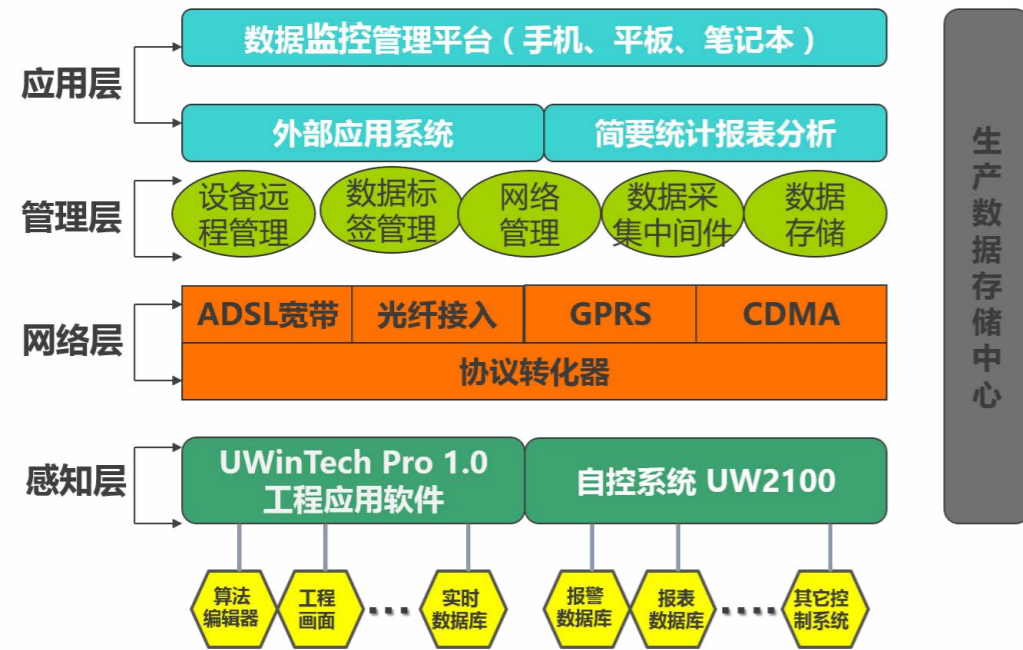 数据监控管理平台（手机、平板、笔记本）
应用层
外部应用系统
简要统计报表分析
管理层
设备远
程管理
数据标
签管理
网络
管理
数据采
集中间件
数据
存储
网络层
ADSL宽带
光纤接入
GPRS
CDMA
协议转化器
感知层
UWinTech Pro 1.0
工程应用软件
自控系统 UW2100
算法
编辑器
工程
画面
实时
数据库
报警
数据库
报表
数据库
其它控
制系统
生产数据存储中心